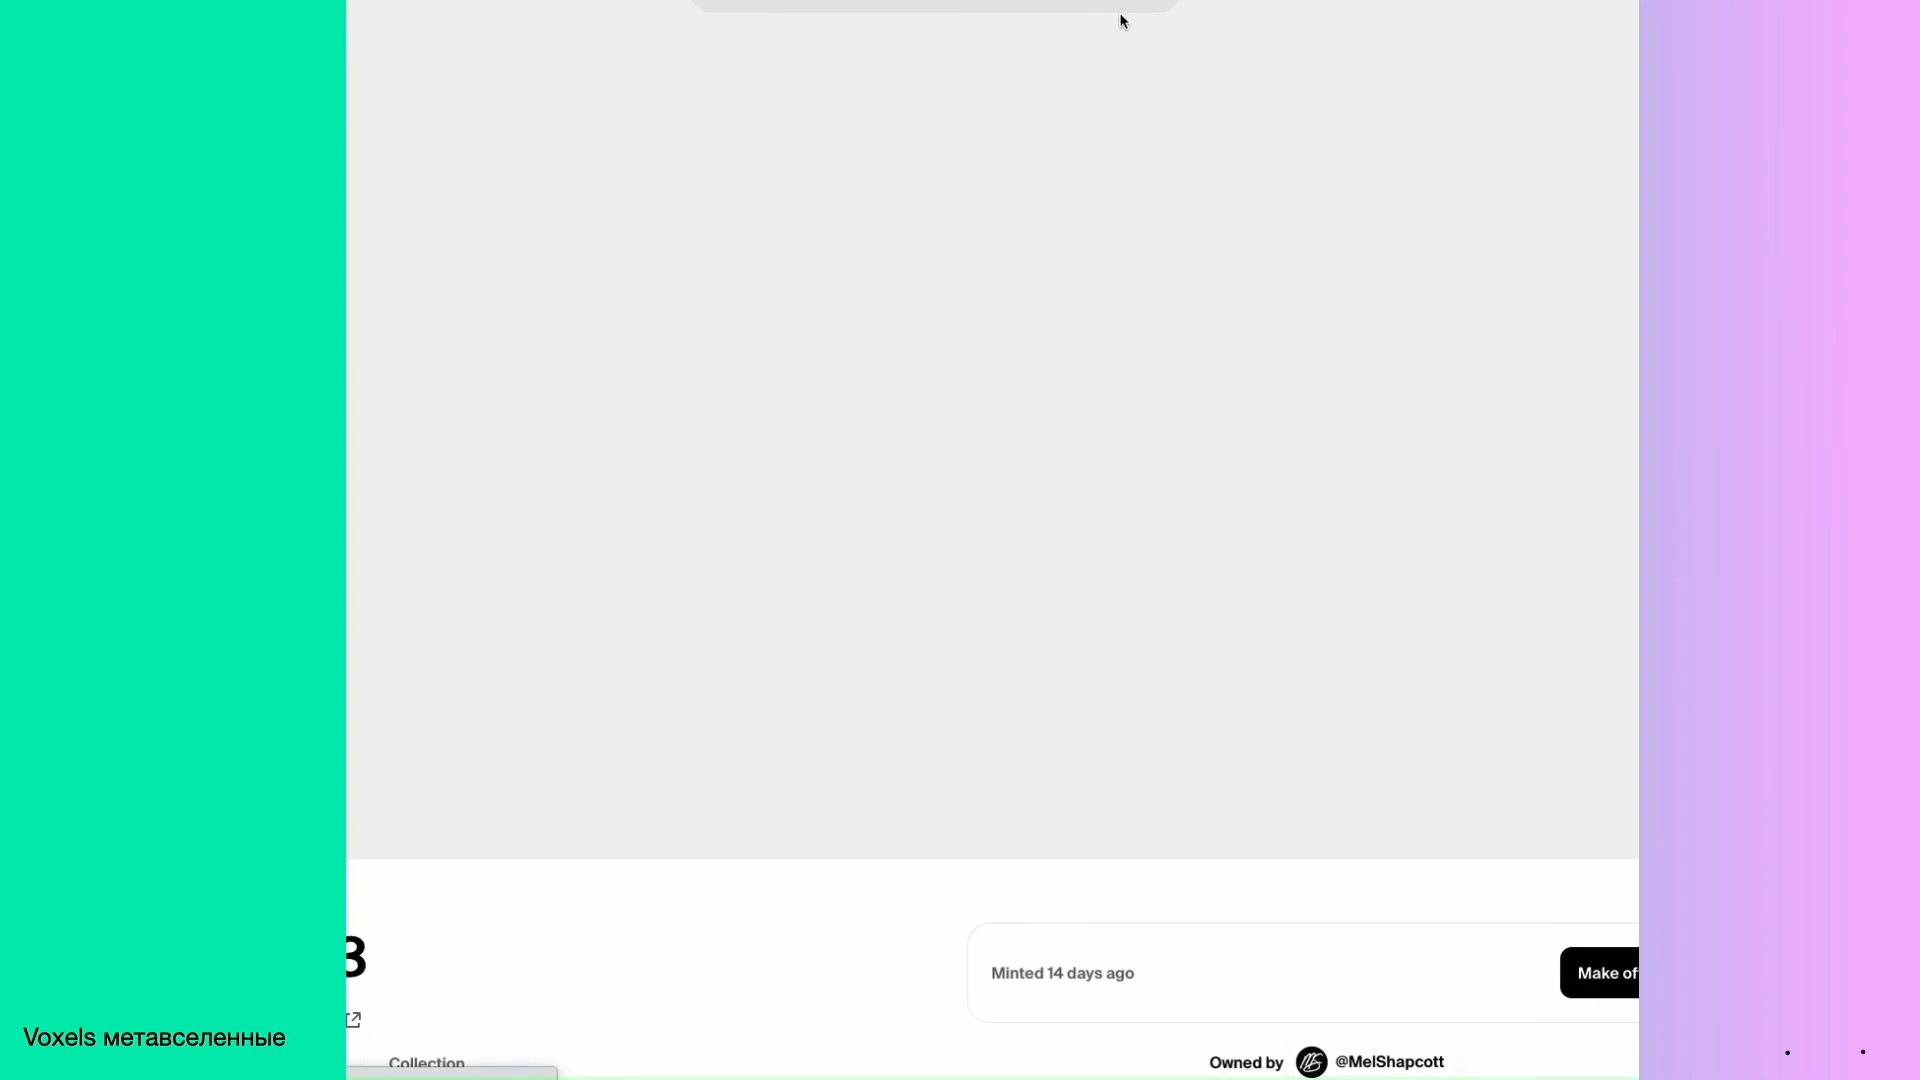 3
Minted 14 days ago
Make of
Collection
Owned by @MelShapcott
Voxels метавселенные